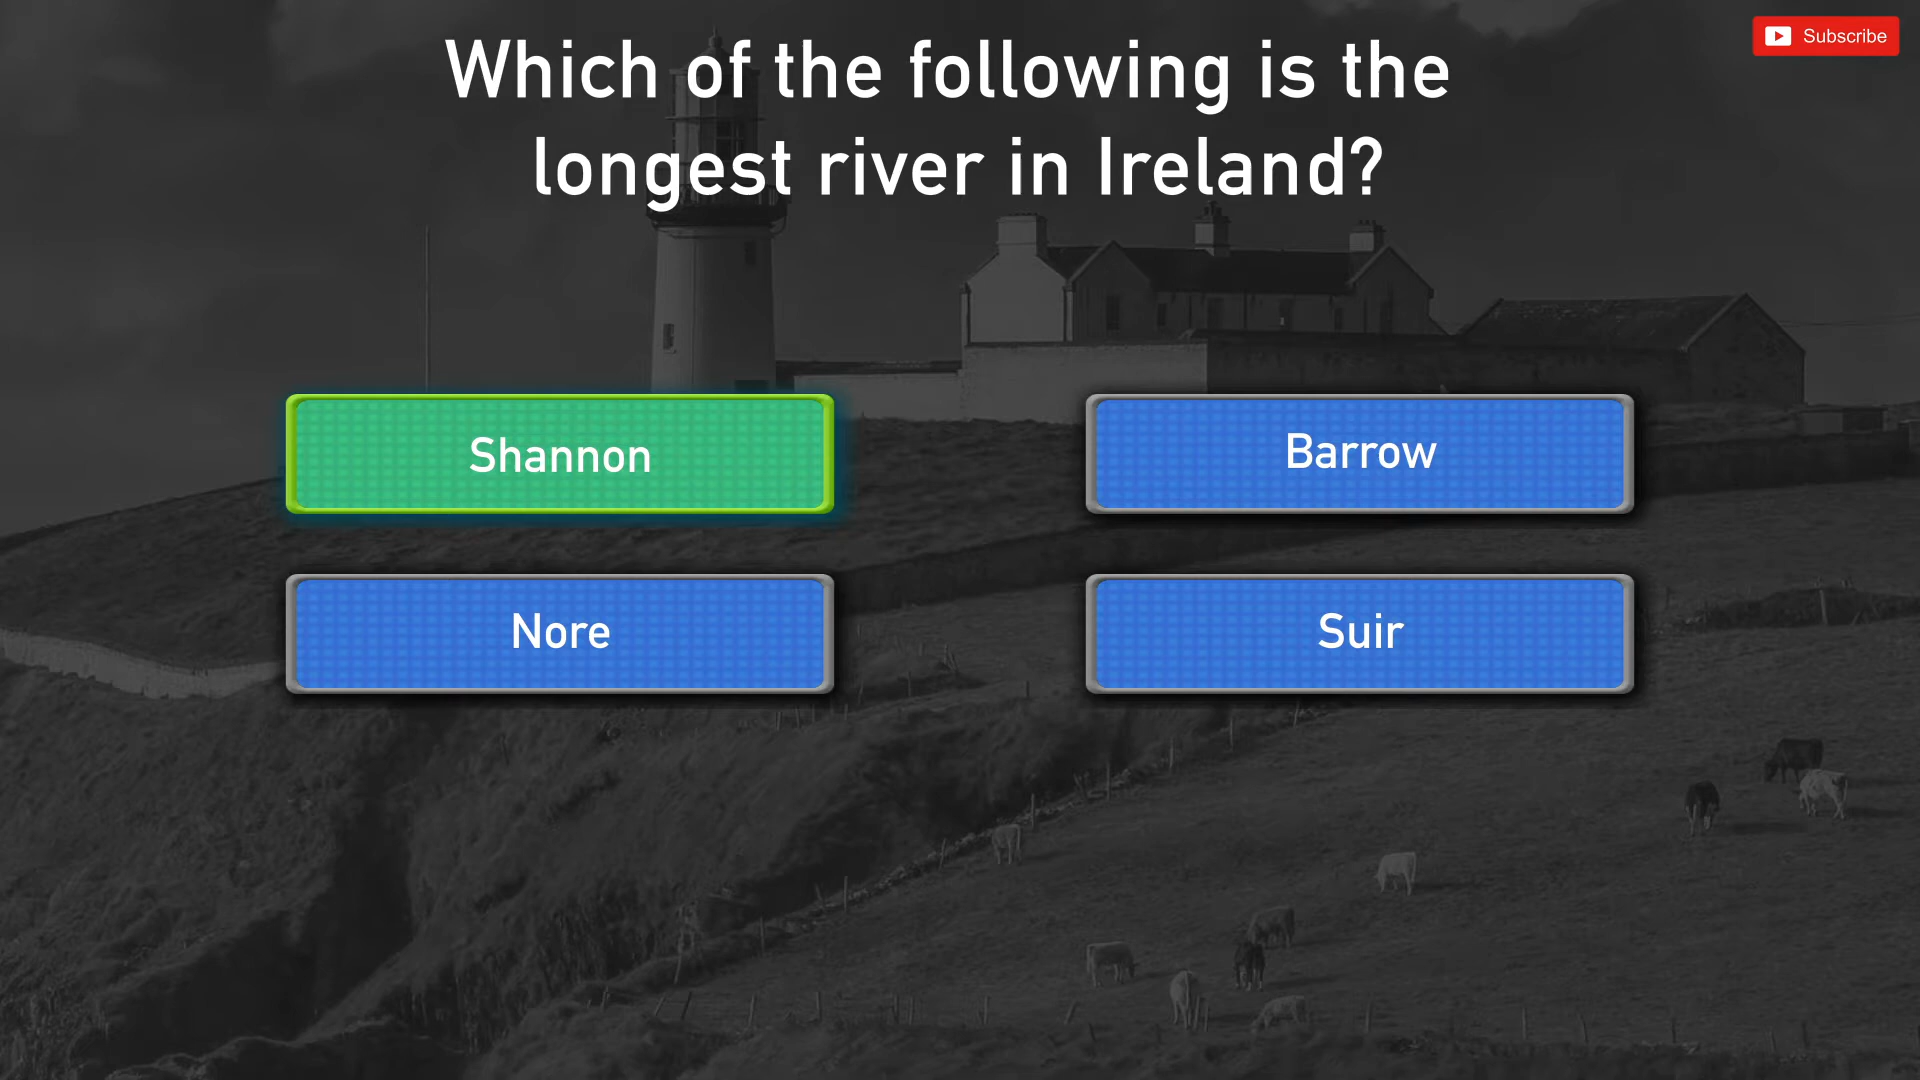 Subscribe
Which of the following is the
longest river in Ireland?
Shannon
Barrow
Nore
Suir